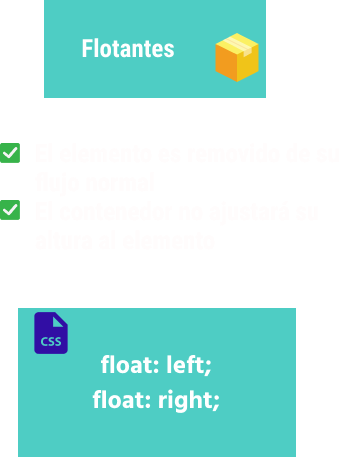 Flotantes
El elemento es removido de su
flujo normal
El contenedor no ajustará su
altura al elemento
CSS
float: left;
float: right;